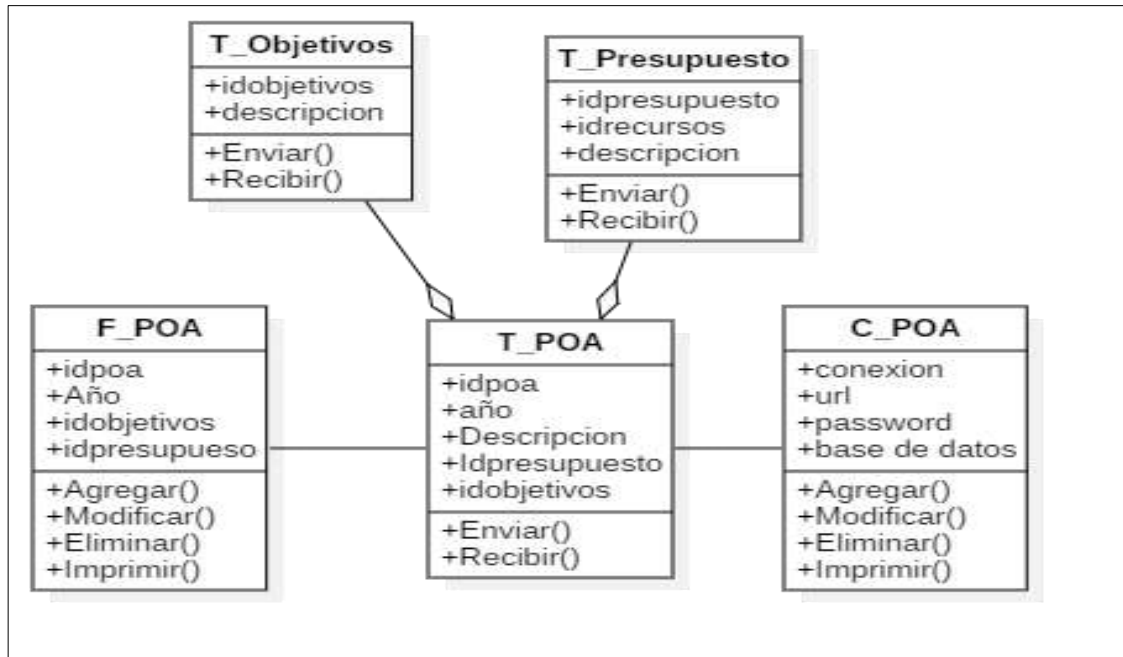 T_Objetivos
+idobjetivos
+descripcion
+Enviar()
+Recibir()
T_Presupuesto
+idpresupuesto
+idrecursos
+descripcion
+Enviar()
+Recibir()
F_POA
+idpoa
+Año
+idobjetivos
+idpresupueso
+Agregar()
+Modificar()
+Eliminar()
+Imprimir()
T_POA
+idpoa
+año
+Descripcion
+Idpresupuesto
+idobjetivos
+Enviar()
+Recibir()
C_POA
+conexion
+url
+password
+base de datos
+Agregar()
+Modificar()
+Eliminar()
+Imprimir()